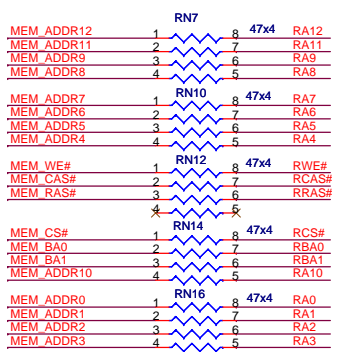 RN7
MEM_ADDR12 1 8 47x4 RA12
MEM_ADDR11 2 7 RA11
MEM_ADDR9 3 6 RA9
MEM_ADDR8 4 5 RA8
RN10
MEM_ADDR7 1 8 47x4 RA7
MEM_ADDR6 2 7 RA6
MEM_ADDR5 3 6 RA5
MEM_ADDR4 4 5 RA4
RN12
MEM_WE# 1 8 47x4 RWE#
MEM_CAS# 2 7 RCAS#
MEM_RAS# 3 6 RRAS#
4 5
RN14
MEM_CS# 1 8 47x4 RCS#
MEM_BA0 2 7 RBA0
MEM_BA1 3 6 RBA1
MEM_ADDR10 4 5 RA10
RN16
MEM_ADDR0 1 8 47x4 RA0
MEM_ADDR1 2 7 RA1
MEM_ADDR2 3 6 RA2
MEM_ADDR3 4 5 RA3